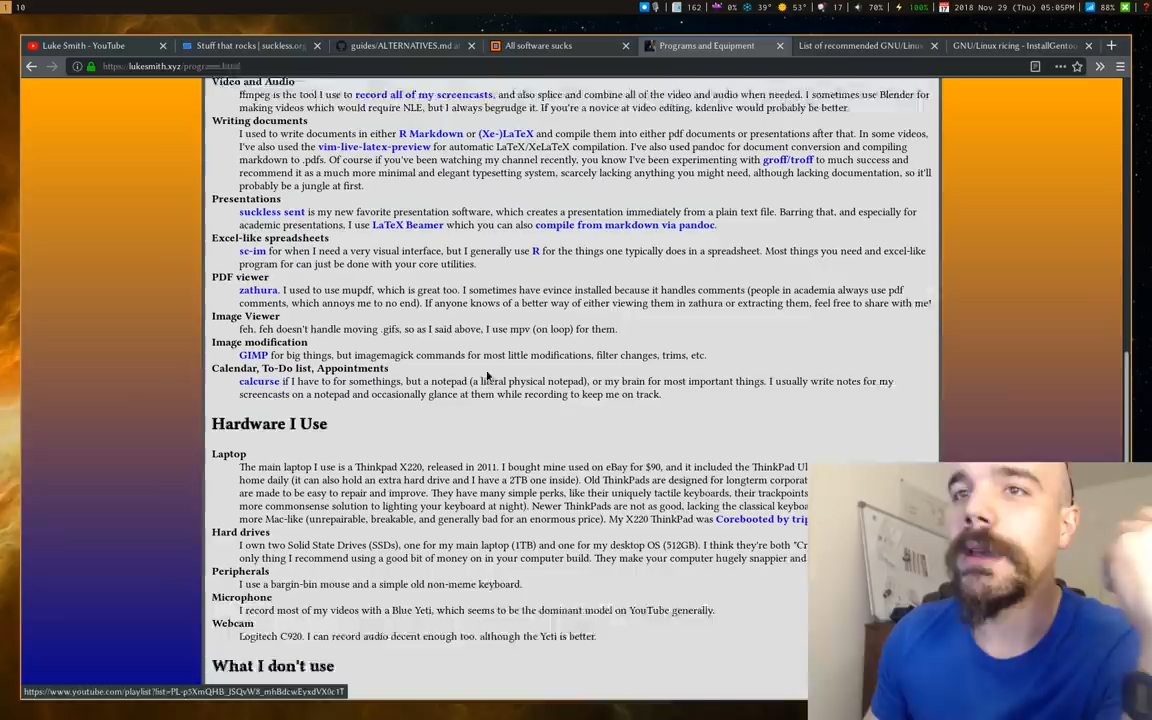 1 10 162 0% 39° 53° 17 70% 100% 2018 Nov 29 (Thu) 05:05PM 88%
Luke Smith - YouTube
Stuff that rocks | suckless.org
guides/ALTERNATIVES.md at
All software sucks
Programs and Equipment
List of recommended GNU/Linux
GNU/Linux ricing - InstallGentoo
https://lukesmith.xyz/programs.html
Video and Audio
ffmpeg is the tool I use to record all of my screencasts, and also splice and combine all of the video and audio when needed. I sometimes use Blender for
making videos which would require NLE, but I always begrudge it. If you're a novice at video editing, kdenlive would probably be better.
Writing documents
I used to write documents in either R Markdown or (Xe-)LaTeX and compile them into either pdf documents or presentations after that. In some videos,
I've also used the vim-live-latex-preview for automatic LaTeX/XeLaTeX compilation. I've also used pandoc for document conversion and compiling
markdown to .pdfs. Of course if you've been watching my channel recently, you know I've been experimenting with groff/troff to much success and
recommend it as a much more minimal and elegant typesetting system, scarcely lacking anything you might need, although lacking documentation, so it'll
probably be a jungle at first.
Presentations
suckless sent is my new favorite presentation software, which creates a presentation immediately from a plain text file. Barring that, and especially for
academic presentations, I use LaTeX Beamer which you can also compile from markdown via pandoc.
Excel-like spreadsheets
sc-im for when I need a very visual interface, but I generally use R for the things one typically does in a spreadsheet. Most things you need and excel-like
program for can just be done with your core utilities.
PDF viewer
zathura. I used to use mupdf, which is great too. I sometimes have evince installed because it handles comments (people in academia always use pdf
comments, which annoys me to no end). If anyone knows of a better way of either viewing them in zathura or extracting them, feel free to share with me!
Image Viewer
feh. feh doesn't handle moving .gifs, so as I said above, I use mpv (on loop) for them.
Image modification
GIMP for big things, but imagemagick commands for most little modifications, filter changes, trims, etc.
Calendar, To-Do list, Appointments
calcurse if I have to for somethings, but a notepad (a literal physical notepad), or my brain for most important things. I usually write notes for my
screencasts on a notepad and occasionally glance at them while recording to keep me on track.
Hardware I Use
Laptop
The main laptop I use is a Thinkpad X220, released in 2011. I bought mine used on eBay for $90, and it included the ThinkPad Ul
home daily (it can also hold an extra hard drive and I have a 2TB one inside). Old ThinkPads are designed for longterm corporat
are made to be easy to repair and improve. They have many simple perks, like their uniquely tactile keyboards, their trackpoints
more commonsense solution to lighting your keyboard at night). Newer ThinkPads are not as good, lacking the classical keyboa
more Mac-like (unrepairable, breakable, and generally bad for an enormous price). My X220 ThinkPad was Corebooted by trip
Hard drives
I own two Solid State Drives (SSDs), one for my main laptop (1TB) and one for my desktop OS (512GB). I think they're both "Cr
only thing I recommend using a good bit of money on in your computer build. They make your computer hugely snappier and
Peripherals
I use a margin-bin mouse and a simple old non-meme keyboard.
Microphone
I record most of my videos with a Blue Yeti, which seems to be the dominant model on YouTube generally.
Webcam
Logitech C920. I can record audio decent enough too, although the Yeti is better.
What I don't use